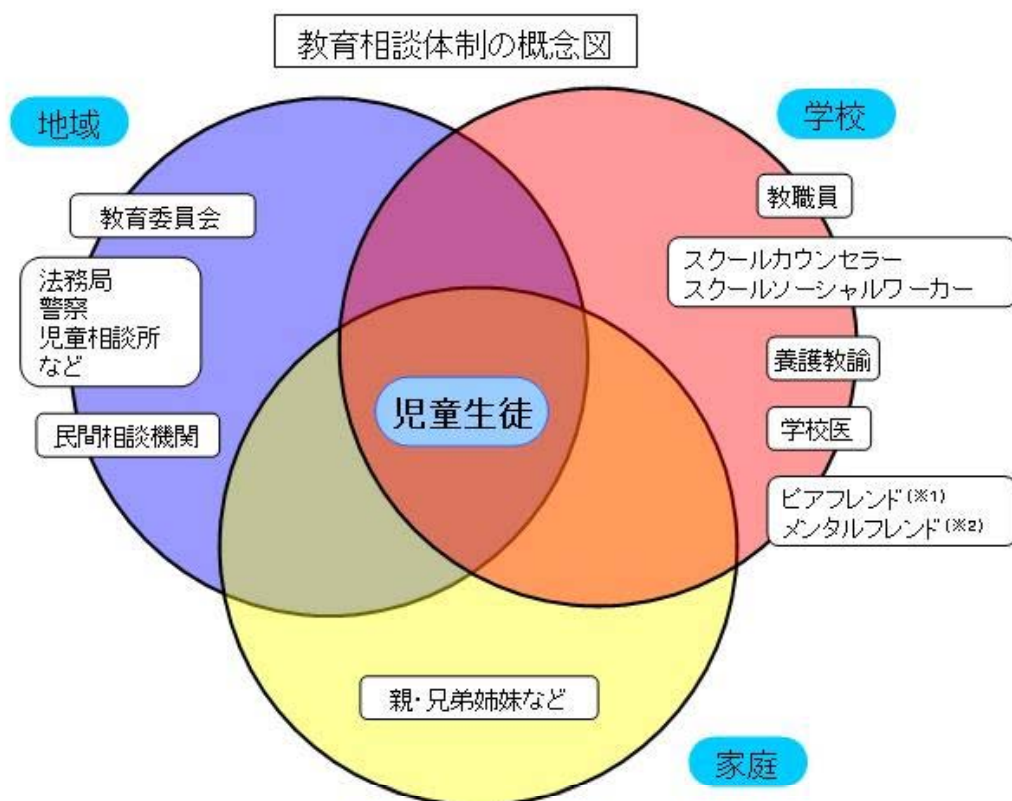 教育相談体制の概念図
地域
学校
教育委員会
法務局
警察
児童相談所
など
民間相談機関
教職員
スクールカウンセラー
スクールソーシャルワーカー
養護教諭
学校医
ピアフレンド(※1)
メンタルフレンド(※2)
児童生徒
親・兄弟姉妹など
家庭